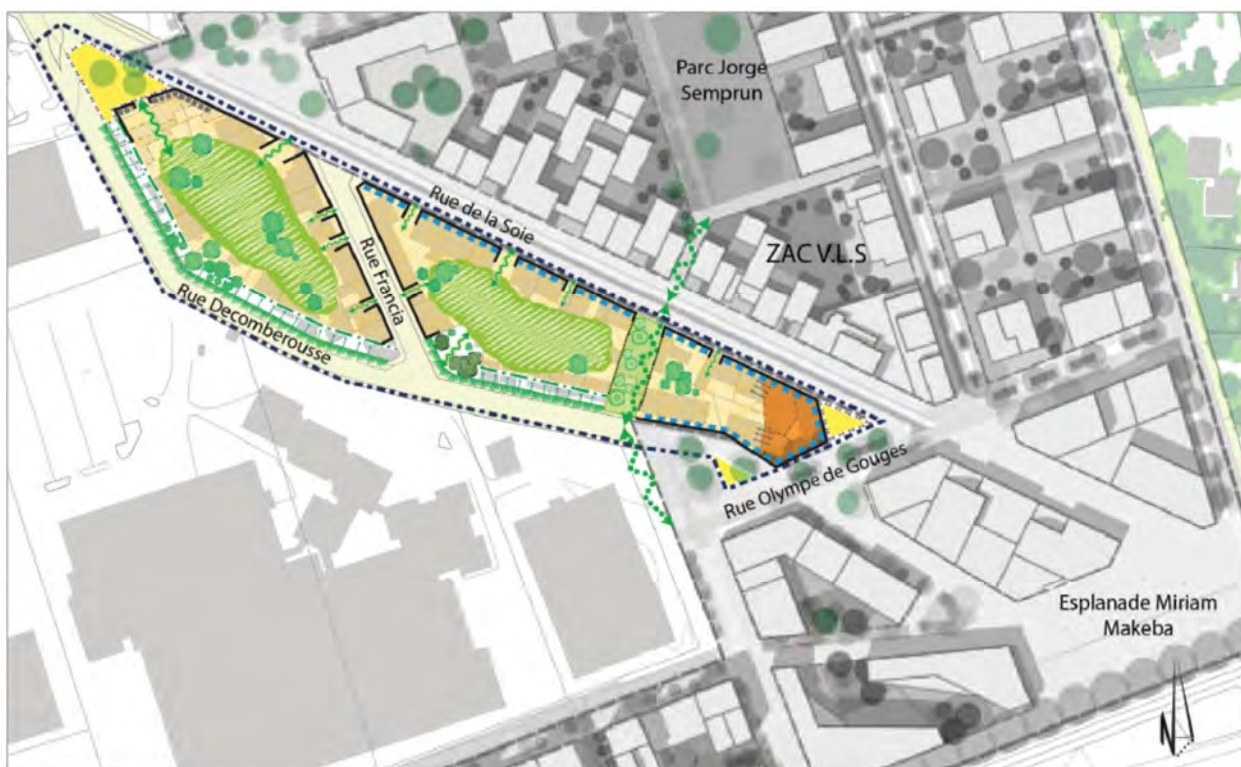 Parc Jorge
Semprun
Rue de la Soie
ZAC V.L.S
Rue Francia
Rue Decomberousse
Rue Olympe de Gouges
Esplanade Miriam
Makeba
N